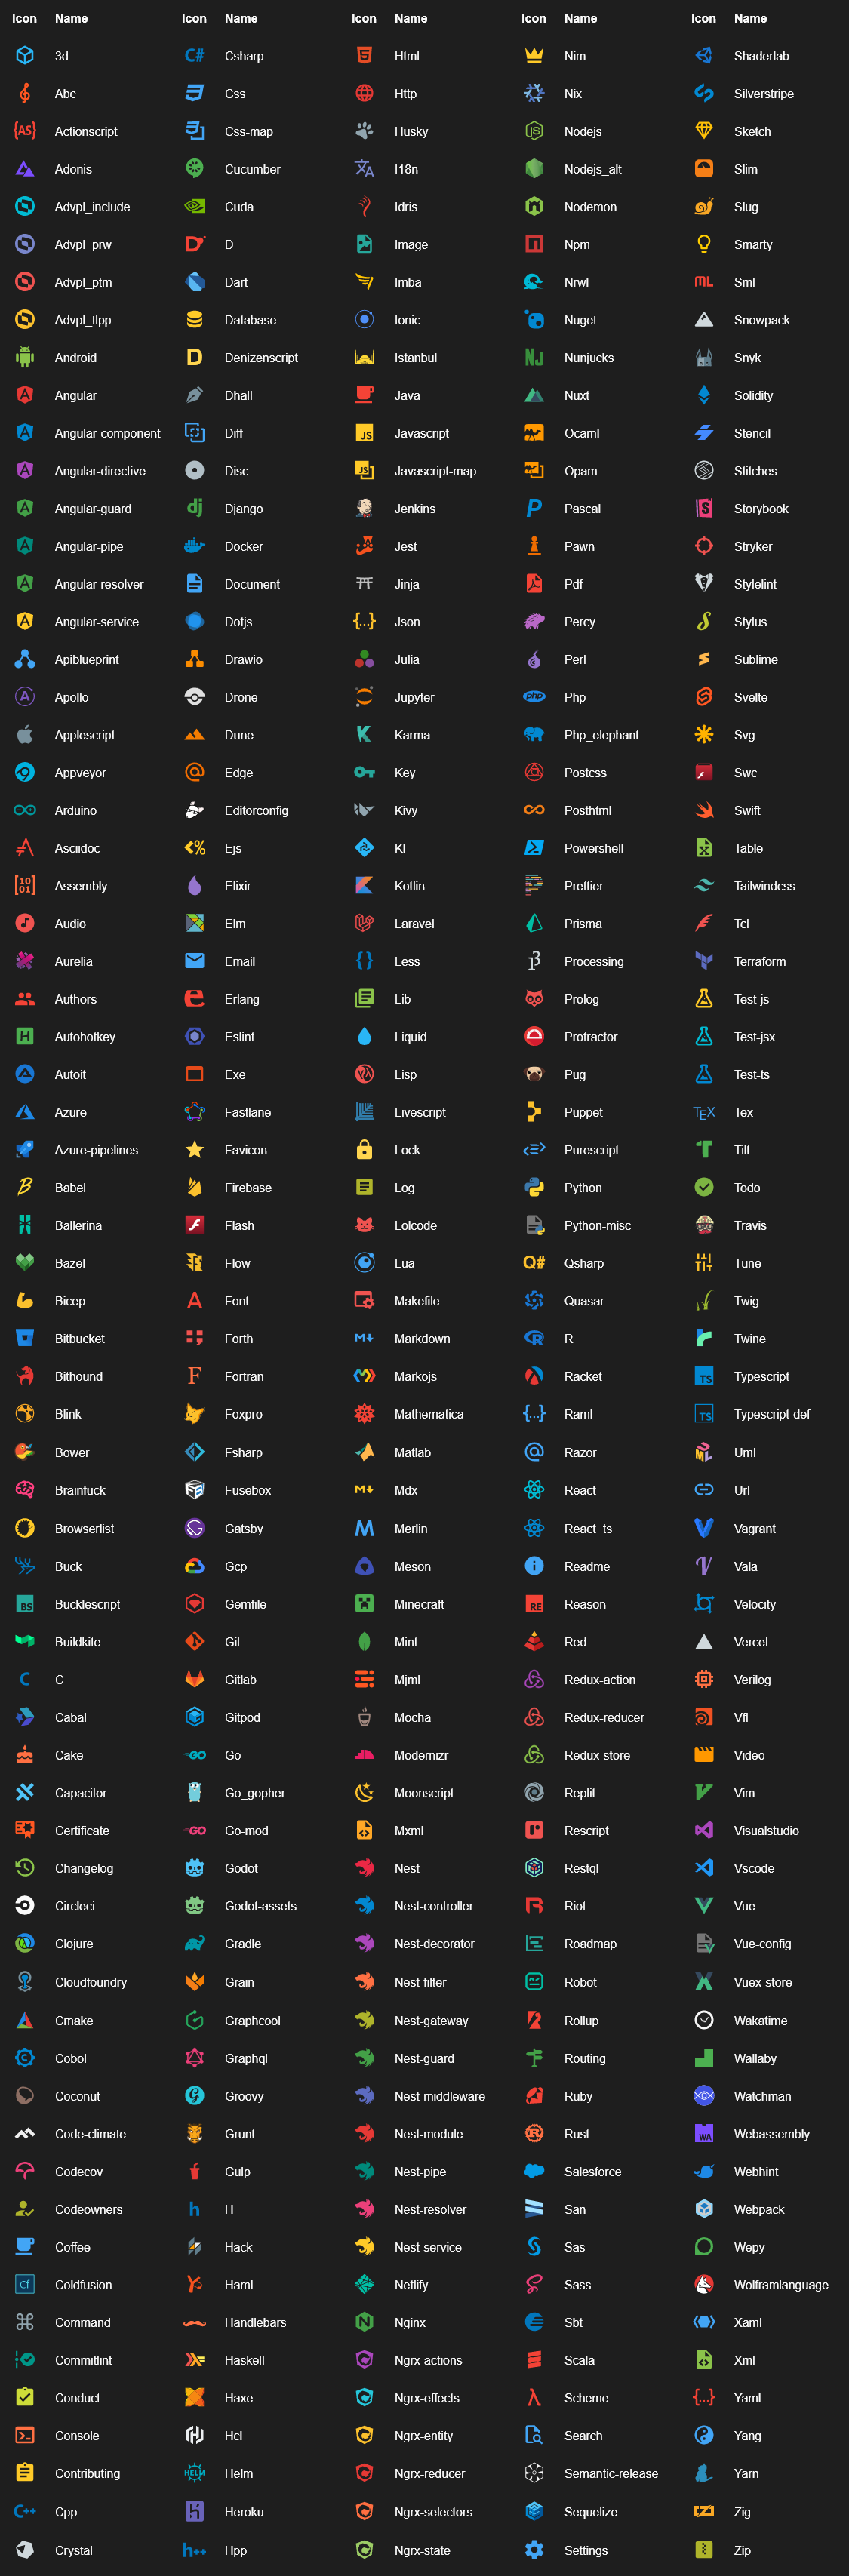 Icon Name Icon Name Icon Name Icon Name Icon Name
3d C# Csharp Html Nim Shaderlab
Abc Css Http Nix Silverstripe
{AS} Actionscript Css-map Husky JS Nodejs Sketch
Adonis Cucumber I18n Nodejs_alt Slim
Advpl_include Cuda Idris Nodemon Slug
Advpl_prw D Image Npm Smarty
Advpl_ptm Dart Imba Nrwl ML Sml
Advpl_tlpp Database Ionic Nuget Snowpack
Android D Denizenscript Istanbul NJ Nunjucks Snyk
Angular Dhall Java Nuxt Solidity
Angular-component Diff JS Javascript Ocaml Stencil
Angular-directive Disc JS Javascript-map Opam Stitches
Angular-guard dj Django Jenkins P Pascal S Storybook
Angular-pipe Docker Jest Pawn Stryker
Angular-resolver Document Jinja Pdf Stylelint
Angular-service Dotjs {...} Json Percy Stylus
Apiblueprint Drawio Julia Perl Sublime
Apollo Drone Jupyter php Php Svelte
Applescript Dune K Karma Php_elephant Svg
Appveyor @ Edge Key Postcss Swc
Arduino Editorconfig Kivy Posthtml Swift
Asciidoc <% Ejs Kl Powershell Table
[1001] Assembly Elixir Kotlin Prettier Tailwindcss
Audio Elm Laravel Prisma Tcl
Aurelia Email {} Less Processing Terraform
Authors Erlang Lib Prolog Test-js
H Autohotkey Eslint Liquid Protractor Test-jsx
Autoit Exe Lisp Pug Test-ts
Azure Fastlane Livescript Puppet TEX Tex
Azure-pipelines Favicon Lock Purescript Tilt
Babel Firebase Log Python Todo
Ballerina Flash Lolcode Python-misc Travis
Bazel Flow Lua Q# Qsharp Tune
Bicep A Font Makefile Quasar Twig
Bitbucket Forth M Markdown R Twine
Bithound F Fortran Markojs Racket TS Typescript
Blink Foxpro Mathematica {...} Raml TS Typescript-def
Bower Fsharp Matlab @ Razor UML Uml
Brainfuck Fusebox M Mdx React Url
Browserlist Gatsby M Merlin React_ts Vagrant
Buck Gcp Meson i Readme V Vala
BS Bucklescript Gemfile Minecraft RE Reason Velocity
Buildkite Git Mint Red Vercel
C C Gitlab Mjml Redux-action Verilog
Cabal Gitpod Mocha Redux-reducer Vfl
Cake GO Go Modernizr Redux-store Video
Capacitor Go_gopher Moonscript Replit Vim
Certificate GO Go-mod Mxml Rescript Visualstudio
Changelog Godot Nest Restql Vscode
Circleci Godot-assets Nest-controller Riot Vue
Clojure Gradle Nest-decorator Roadmap Vue-config
Cloudfoundry Grain Nest-filter Robot Vuex-store
Cmake Graphcool Nest-gateway Rollup Wakatime
Cobol Graphql Nest-guard Routing Wallaby
Coconut Groovy Nest-middleware Ruby Watchman
Code-climate Grunt Nest-module Rust WA Webassembly
Codecov Gulp Nest-pipe Salesforce Webhint
Codeowners h H Nest-resolver San Webpack
Coffee Hack Nest-service Sas Wepy
Cf Coldfusion Haml Netlify Sass Wolframlanguage
Command Handlebars N Nginx Sbt Xaml
Commitlint Haskell Ngrx-actions Scala Xml
Conduct Haxe Ngrx-effects λ Scheme {...} Yaml
Console Hcl Ngrx-entity Search Yang
Contributing HELM Helm Ngrx-reducer Semantic-release Yarn
C++ Cpp Heroku Ngrx-selectors Sequelize Zig
Crystal h++ Hpp Ngrx-state Settings Zip